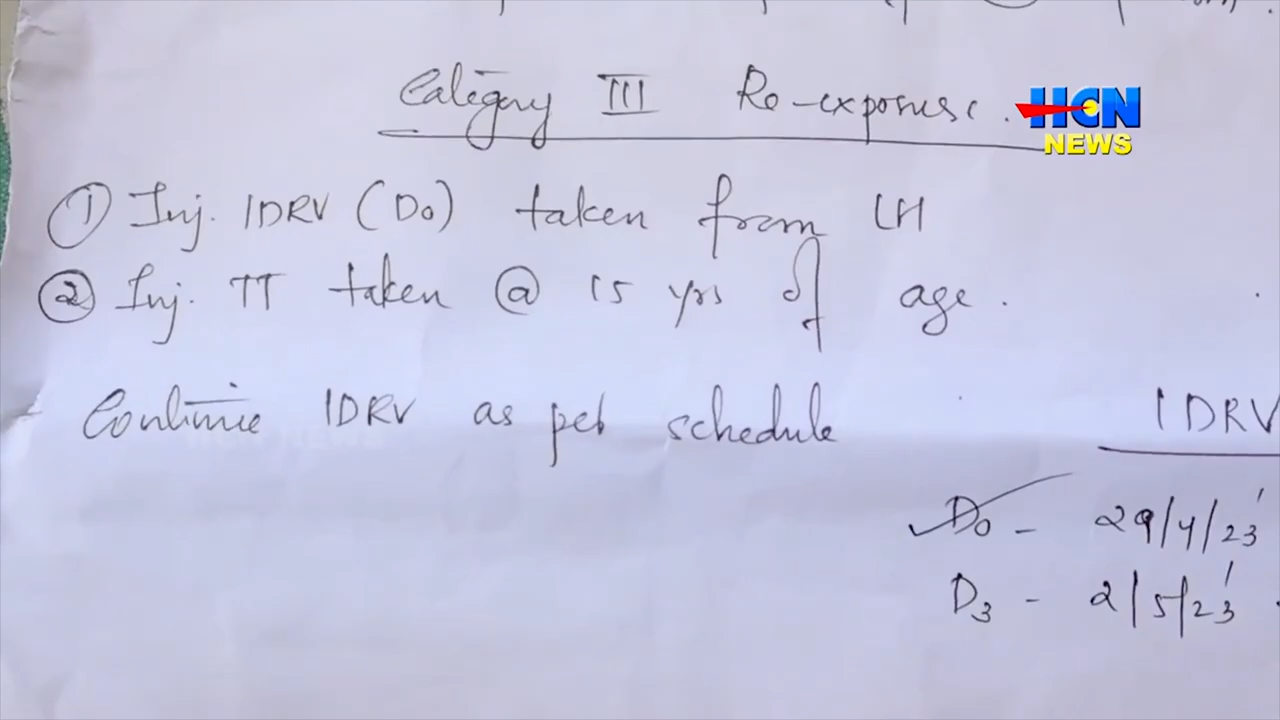 Category III Re-exposure.
HCN
NEWS
① Inj. IDRV (D0) taken from LH
② Inj. TT taken @ 15 yrs of age.
Continue IDRV as per schedule
IDRV
D0 - 29/4/23'
D3 - 2/5/23'